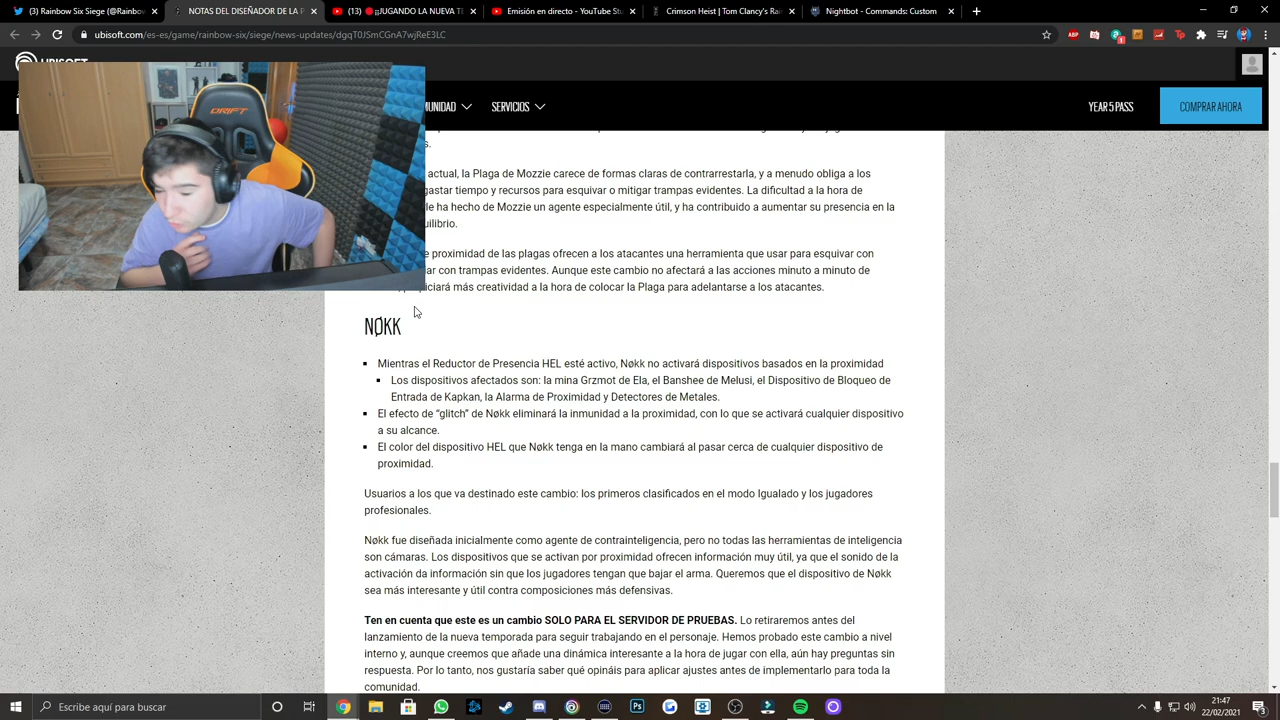 (3) Rainbow Six Siege (@Rainbow
NOTAS DEL DISEÑADOR DE LA P
(13) JUGANDO LA NUEVA T
Emisión en directo - YouTube Stu
Crimson Heist | Tom Clancy's Ra
Nightbot - Commands: Custom
ubisoft.com/es-es/game/rainbow-six/siege/news-updates/dgqT0JSmCGnA7wjReE3LC
UBISOFT
MUNIDAD
SERVICIOS
YEAR 5 PASS
COMPRAR AHORA
s.
actual, la Plaga de Mozzie carece de formas claras de contrarrestarla, y a menudo obliga a los
gastar tiempo y recursos para esquivar o mitigar trampas evidentes. La dificultad a la hora de
le ha hecho de Mozzie un agente especialmente útil, y ha contribuido a aumentar su presencia en la
uilibrio.
e proximidad de las plagas ofrecen a los atacantes una herramienta que usar para esquivar con
ar con trampas evidentes. Aunque este cambio no afectará a las acciones minuto a minuto de
iciará más creatividad a la hora de colocar la Plaga para adelantarse a los atacantes.
DRIFT
NØKK
Mientras el Reductor de Presencia HEL esté activo, Nøkk no activará dispositivos basados en la proximidad
Los dispositivos afectados son: la mina Grzmot de Ela, el Banshee de Melusi, el Dispositivo de Bloqueo de
Entrada de Kapkan, la Alarma de Proximidad y Detectores de Metales.
El efecto de “glitch” de Nøkk eliminará la inmunidad a la proximidad, con lo que se activará cualquier dispositivo
a su alcance.
El color del dispositivo HEL que Nøkk tenga en la mano cambiará al pasar cerca de cualquier dispositivo de
proximidad.
Usuarios a los que va destinado este cambio: los primeros clasificados en el modo Igualado y los jugadores
profesionales.
Nøkk fue diseñada inicialmente como agente de contrainteligencia, pero no todas las herramientas de inteligencia
son cámaras. Los dispositivos que se activan por proximidad ofrecen información muy útil, ya que el sonido de la
activación da información sin que los jugadores tengan que bajar el arma. Queremos que el dispositivo de Nøkk
sea más interesante y útil contra composiciones más defensivas.
Ten en cuenta que este es un cambio SOLO PARA EL SERVIDOR DE PRUEBAS. Lo retiraremos antes del
lanzamiento de la nueva temporada para seguir trabajando en el personaje. Hemos probado este cambio a nivel
interno y, aunque creemos que añade una dinámica interesante a la hora de jugar con ella, aún hay preguntas sin
respuesta. Por lo tanto, nos gustaría saber qué opináis para aplicar ajustes antes de implementarlo para toda la
comunidad.
Escribe aquí para buscar
21:47
22/02/2021